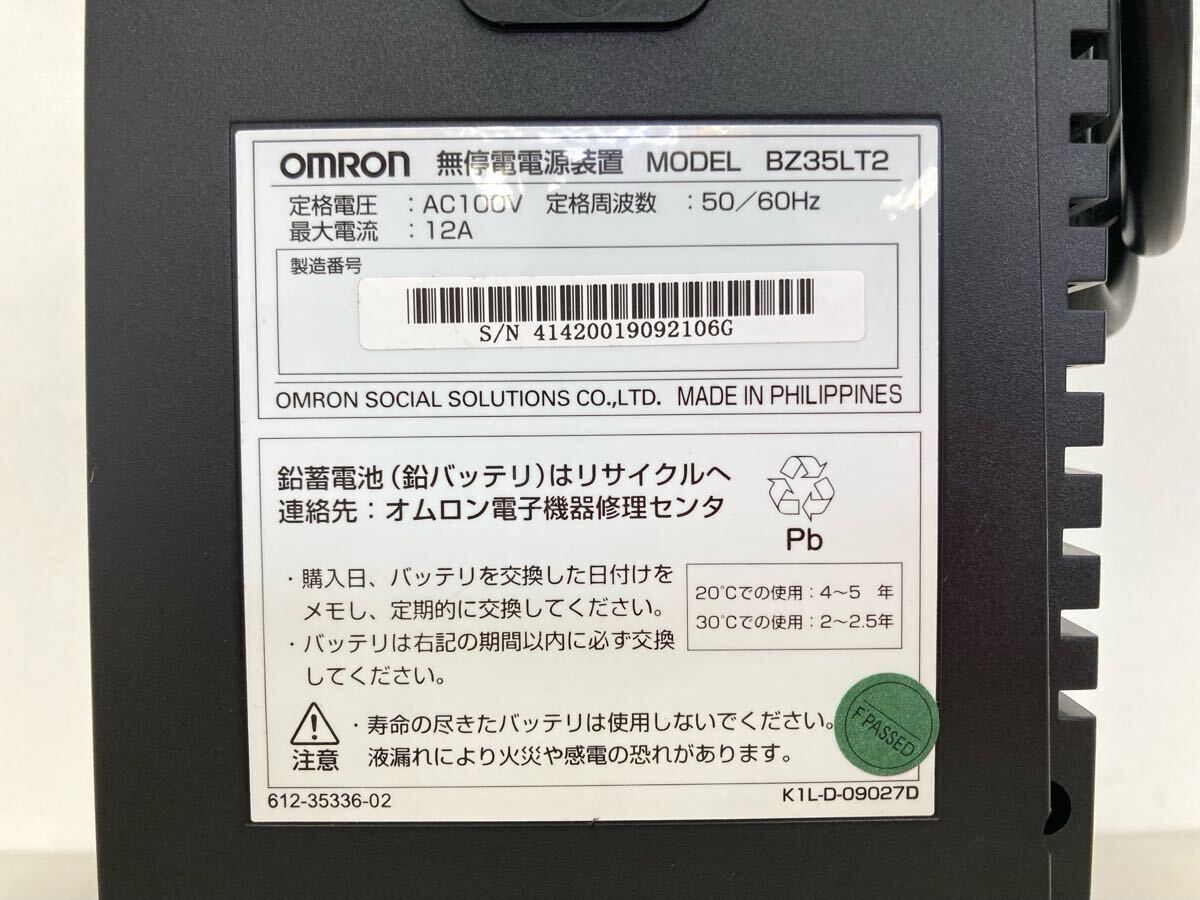 OMRON 無停電電源装置 MODEL BZ35LT2
定格電圧 :AC100V 定格周波数 :50/60Hz
最大電流 :12A
製造番号
S/N 41420019092106G
OMRON SOCIAL SOLUTIONS CO.,LTD. MADE IN PHILIPPINES
鉛蓄電池(鉛バッテリ)はリサイクルへ
連絡先:オムロン電子機器修理センタ
Pb
・購入日、バッテリを交換した日付けを
メモし、定期的に交換してください。
・バッテリは右記の期間以内に必ず交換
してください。
20℃での使用:4~5 年
30℃での使用:2~2.5年
注意
・寿命の尽きたバッテリは使用しないでください。
液漏れにより火災や感電の恐れがあります。
F'PASSED
612-35336-02
K1L-D-09027D